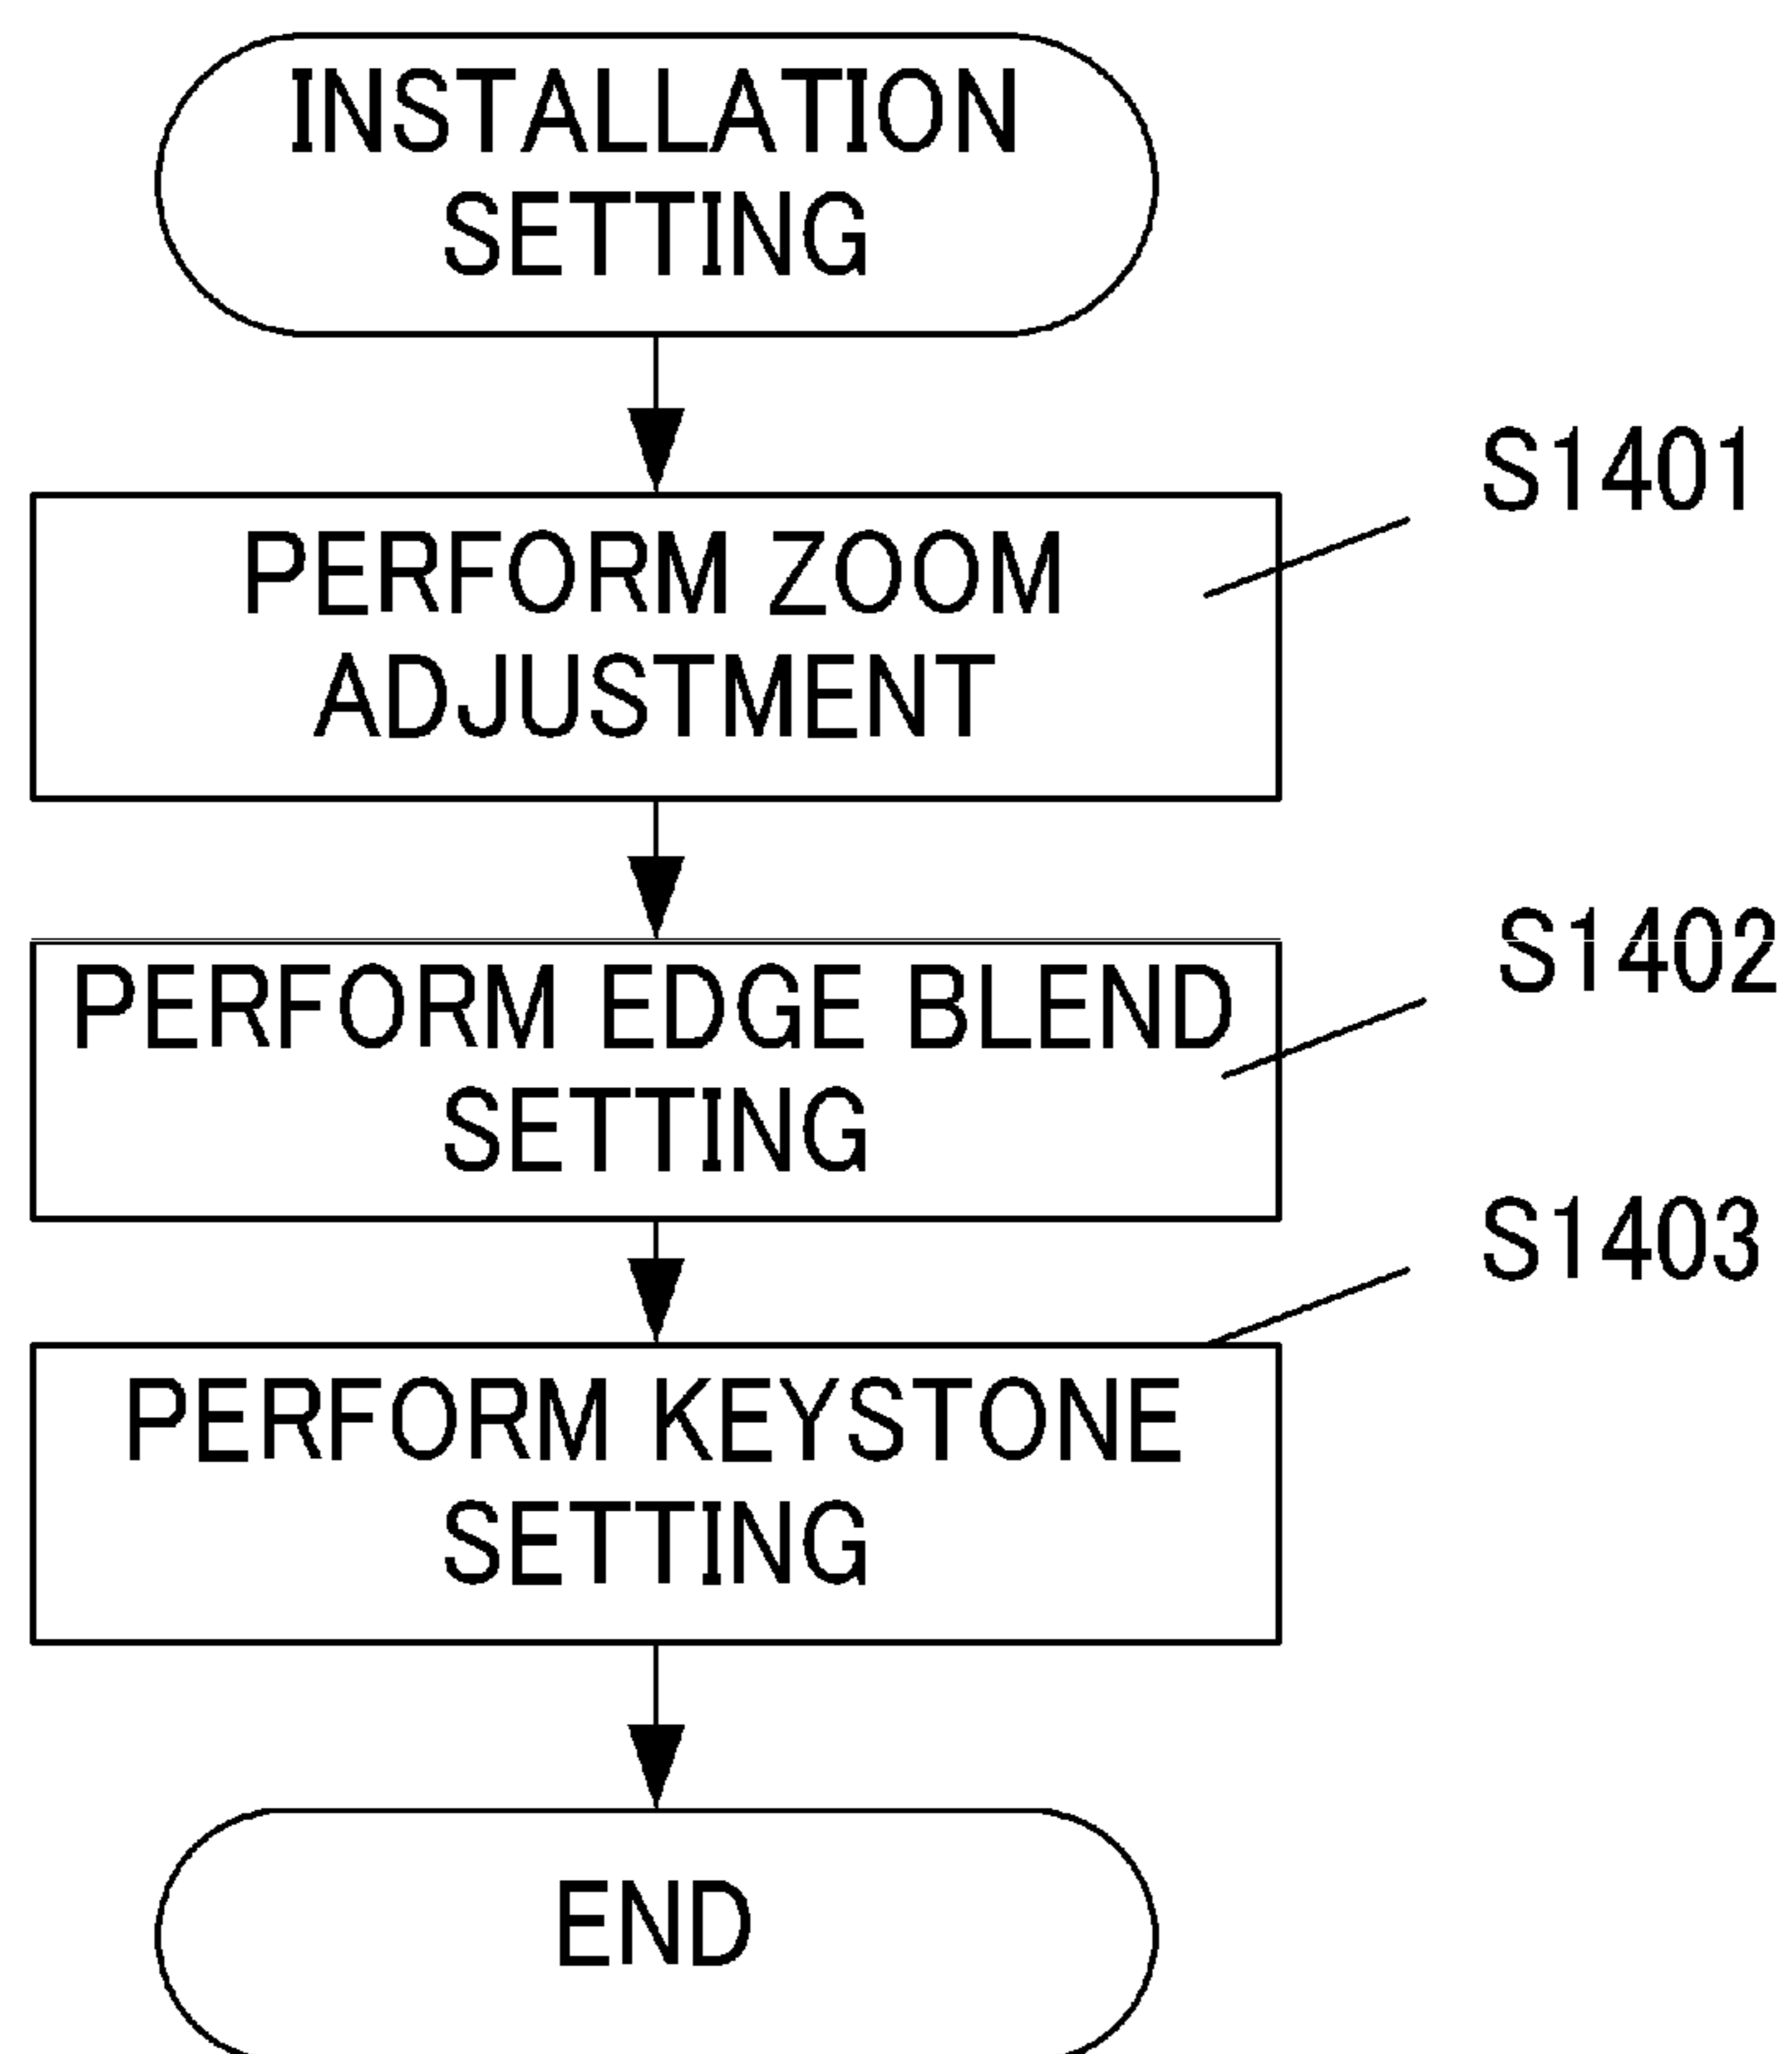 INSTALLATION
SETTING
S1401
PERFORM ZOOM
ADJUSTMENT
S1402
PERFORM EDGE BLEND
SETTING
S1403
PERFORM KEYSTONE
SETTING
END